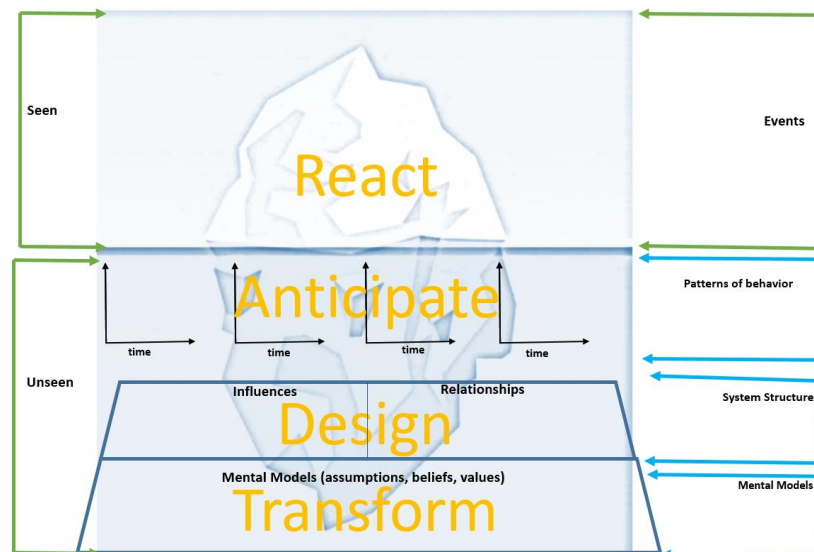 Seen
Events
React
Patterns of behavior
Anticipate
time
time
time
time
Unseen
Influences
Relationships
System Structure
Design
Mental Models (assumptions, beliefs, values)
Mental Models
Transform